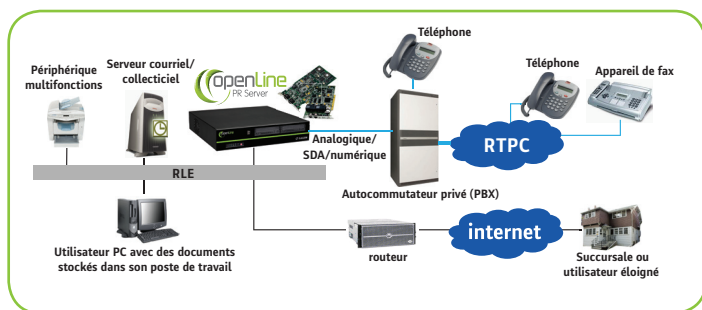 Téléphone
Périphérique
multifonctions
Serveur courriel/
collecticiel
openLine
PR Server
Téléphone
Appareil de fax
Analogique/
SDA/numérique
RTPC
RLE
Autocommutateur privé (PBX)
Utilisateur PC avec des documents
stockés dans son poste de travail
routeur
internet
Succursale ou
utilisateur éloigné